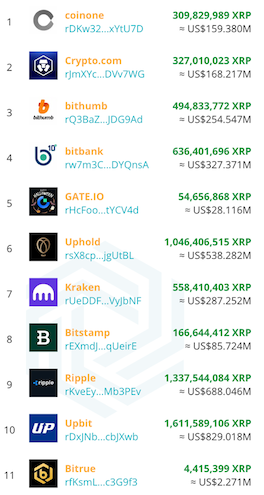 1 coinone 309,829,989 XRP
rDKw32...xYtU7D ≈ US$159.380M
2 Crypto.com 327,010,023 XRP
rJmXYc...DVv7WG ≈ US$168.217M
3 bithumb 494,833,772 XRP
bithumb rQ3BaZ...JDG9Ad ≈ US$254.547M
4 bitbank 636,401,696 XRP
b10 rw7m3C...DYQnsA ≈ US$327.371M
5 GATE.IO 54,656,868 XRP
rHcFoo...tYCV4d ≈ US$28.116M
6 Uphold 1,046,406,515 XRP
rsX8cp...jgUtBL ≈ US$538.282M
7 Kraken 558,410,403 XRP
rUeDDF...VyJbNF ≈ US$287.252M
8 B Bitstamp 166,644,412 XRP
rEXmdJ...qUeirE ≈ US$85.724M
9 ripple Ripple 1,337,544,084 XRP
rKveEy...Mb3PEv ≈ US$688.046M
10 UP Upbit 1,611,589,106 XRP
rDxJNb...cbJXwb ≈ US$829.018M
11 Bitrue 4,415,399 XRP
rfKsmL...c3G9f3 ≈ US$2.271M